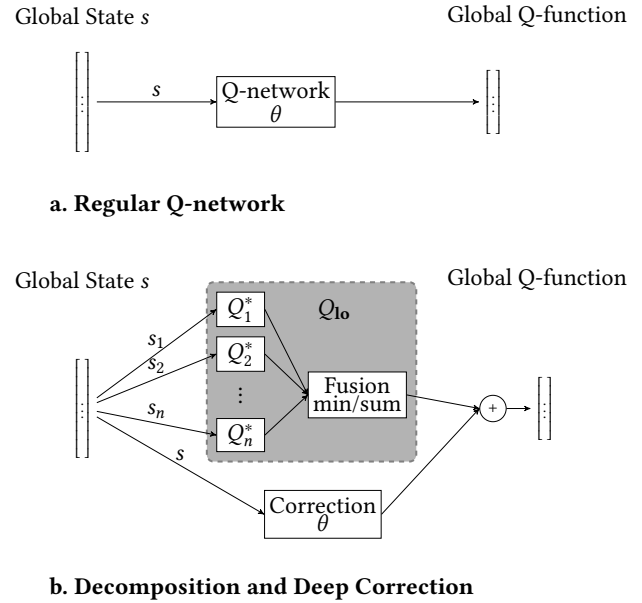 Global State s
Global Q-function
s
Q-network
θ
a. Regular Q-network
Global State s
Global Q-function
Q*1
Qlo
s1
Q*2
s2
⋮
Fusion
min/sum
+
sn
Q*n
s
Correction
θ
b. Decomposition and Deep Correction